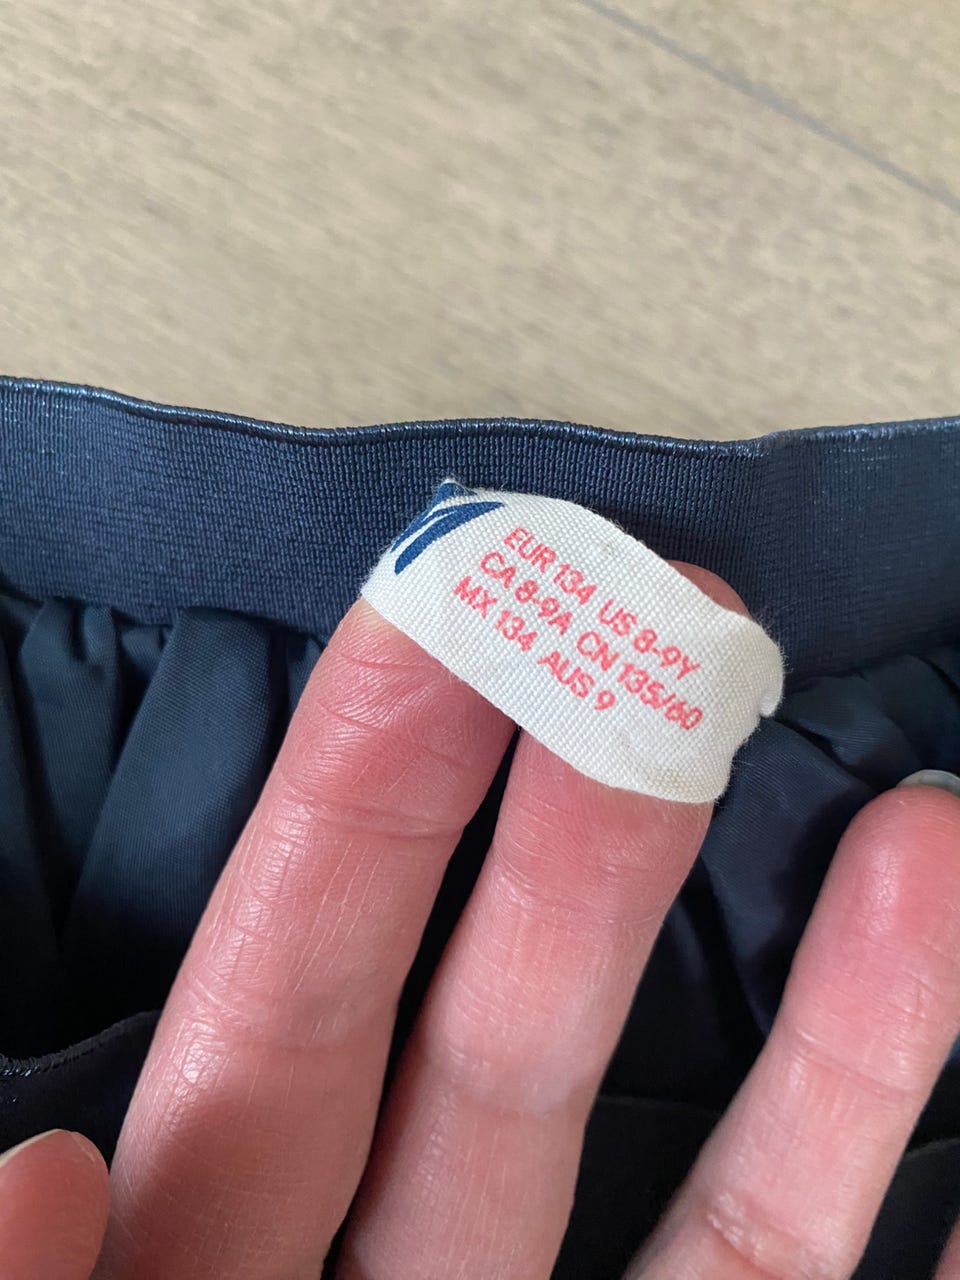 EUR 134 US 8-9Y
CA 8-9A CN 135/60
MX 134 AUS 9